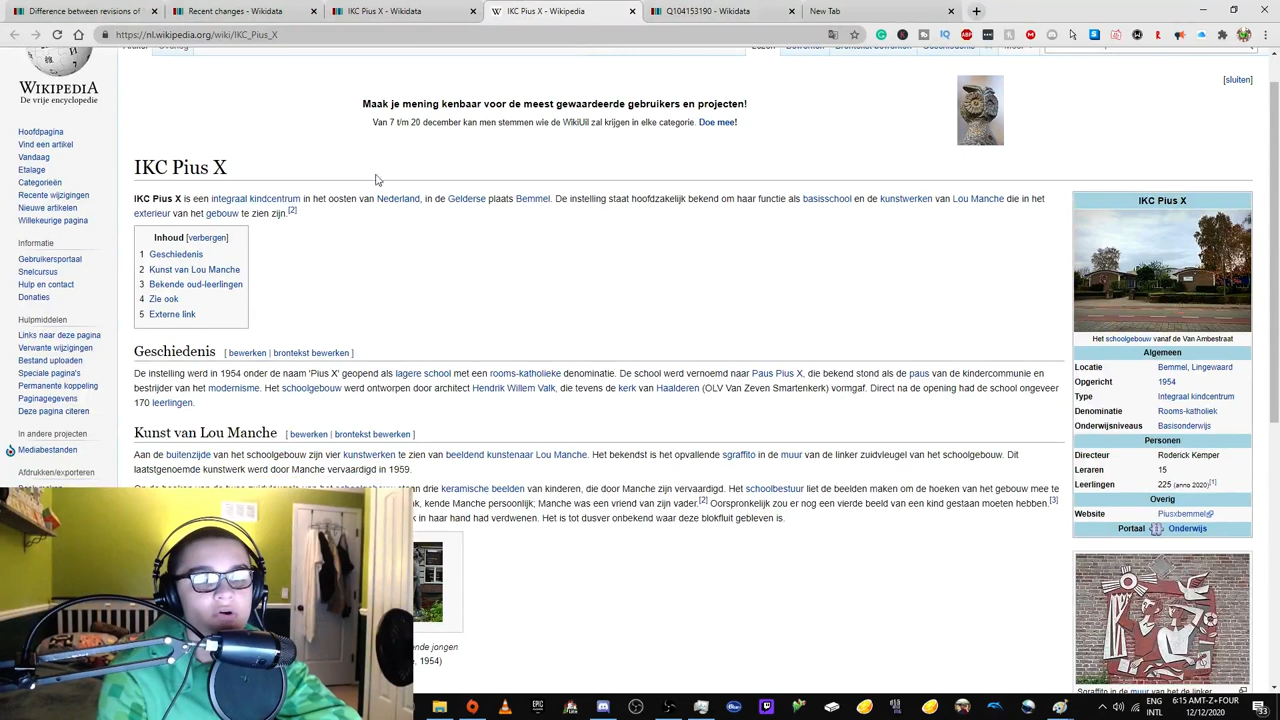 Difference between revisions of
Recent changes - Wikidata
IKC Pius X - Wikidata
IKC Pius X - Wikipedia
Q104153190 - Wikidata
New Tab
https://nl.wikipedia.org/wiki/IKC_Pius_X
WIKIPEDIA
De vrije encyclopedie
Hoofdpagina
Vind een artikel
Vandaag
Etalage
Categorieën
Recente wijzigingen
Nieuwe artikelen
Willekeurige pagina
Informatie
Gebruikersportaal
Snelcursus
Hulp en contact
Donaties
Hulpmiddelen
Links naar deze pagina
Verwante wijzigingen
Bestand uploaden
Speciale pagina's
Permanente koppeling
Paginagegevens
Deze pagina citeren
In andere projecten
Mediabestanden
Afdrukken/exporteren
[sluiten]
Maak je mening kenbaar voor de meest gewaardeerde gebruikers en projecten!
Van 7 t/m 20 december kan men stemmen wie de WikiUil zal krijgen in elke categorie. Doe mee!
IKC Pius X
IKC Pius X is een integraal kindcentrum in het oosten van Nederland, in de Gelderse plaats Bemmel. De instelling staat hoofdzakelijk bekend om haar functie als basisschool en de kunstwerken van Lou Manche die in het
exterieur van het gebouw te zien zijn.[2]
Inhoud [verbergen]
1 Geschiedenis
2 Kunst van Lou Manche
3 Bekende oud-leerlingen
4 Zie ook
5 Externe link
Geschiedenis [ bewerken | brontekst bewerken ]
De instelling werd in 1954 onder de naam 'Pius X' geopend als lagere school met een rooms-katholieke denominatie. De school werd vernoemd naar Paus Pius X, die bekend stond als de paus van de kindercommunie en
bestrijder van het modernisme. Het schoolgebouw werd ontworpen door architect Hendrik Willem Valk, die tevens de kerk van Haalderen (OLV Van Zeven Smartenkerk) vormgaf. Direct na de opening had de school ongeveer
170 leerlingen.
Kunst van Lou Manche [ bewerken | brontekst bewerken ]
Aan de buitenzijde van het schoolgebouw zijn vier kunstwerken te zien van beeldend kunstenaar Lou Manche. Het bekendst is het opvallende sgraffito in de muur van de linker zuidvleugel van het schoolgebouw. Dit
laatstgenoemde kunstwerk werd door Manche vervaardigd in 1959.
drie keramische beelden van kinderen, die door Manche zijn vervaardigd. Het schoolbestuur liet de beelden maken om de hoeken van het gebouw mee te
kende Manche persoonlijk, Manche was een vriend van zijn vader.[2] Oorspronkelijk zou er nog een vierde beeld van een kind gestaan moeten hebben.[3]
in haar hand had verdwenen. Het is tot dusver onbekend waar deze blokfluit gebleven is.
jongen
, 1954)
IKC Pius X
Het schoolgebouw vanaf de Van Ambestraat
Algemeen
Locatie Bemmel, Lingewaard
Opgericht 1954
Type Integraal kindcentrum
Denominatie Rooms-katholiek
Onderwijsniveau Basisonderwijs
Personen
Directeur Roderick Kemper
Leraren 15
Leerlingen 225 (anno 2020)[1]
Overig
Website Piusxbemmel
Portaal Onderwijs
Sgraffito in de muur van de linker
ENG
INTL
6:15 AMT-Z+FOUR
12/12/2020